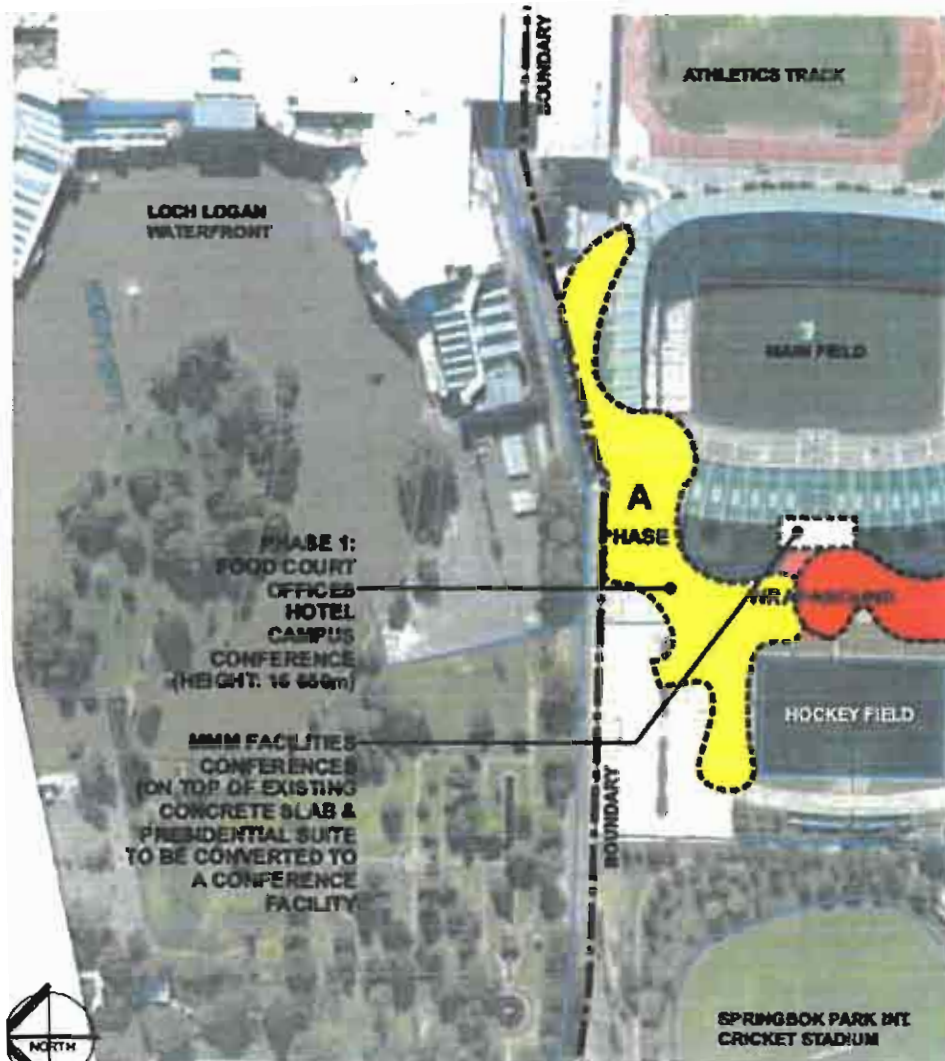 BOUNDARY
ATHLETICS TRACK
LOCH LOGAN
WATERFRONT
MAIN FIELD
A
PHASE
PHASE 1:
FOOD COURT
OFFICES
HOTEL
CAMPUS
CONFERENCE
(HEIGHT:
HOCKEY FIELD
MMM FACILITIES
CONFERENCES
(ON TOP OF EXISTING
CONCRETE SLAB &
PRESIDENTIAL SUITE
TO BE CONVERTED TO
A CONFERENCE
FACILITY
BOUNDARY
SPRINGBOK PARK INT.
CRICKET STADIUM
NORTH